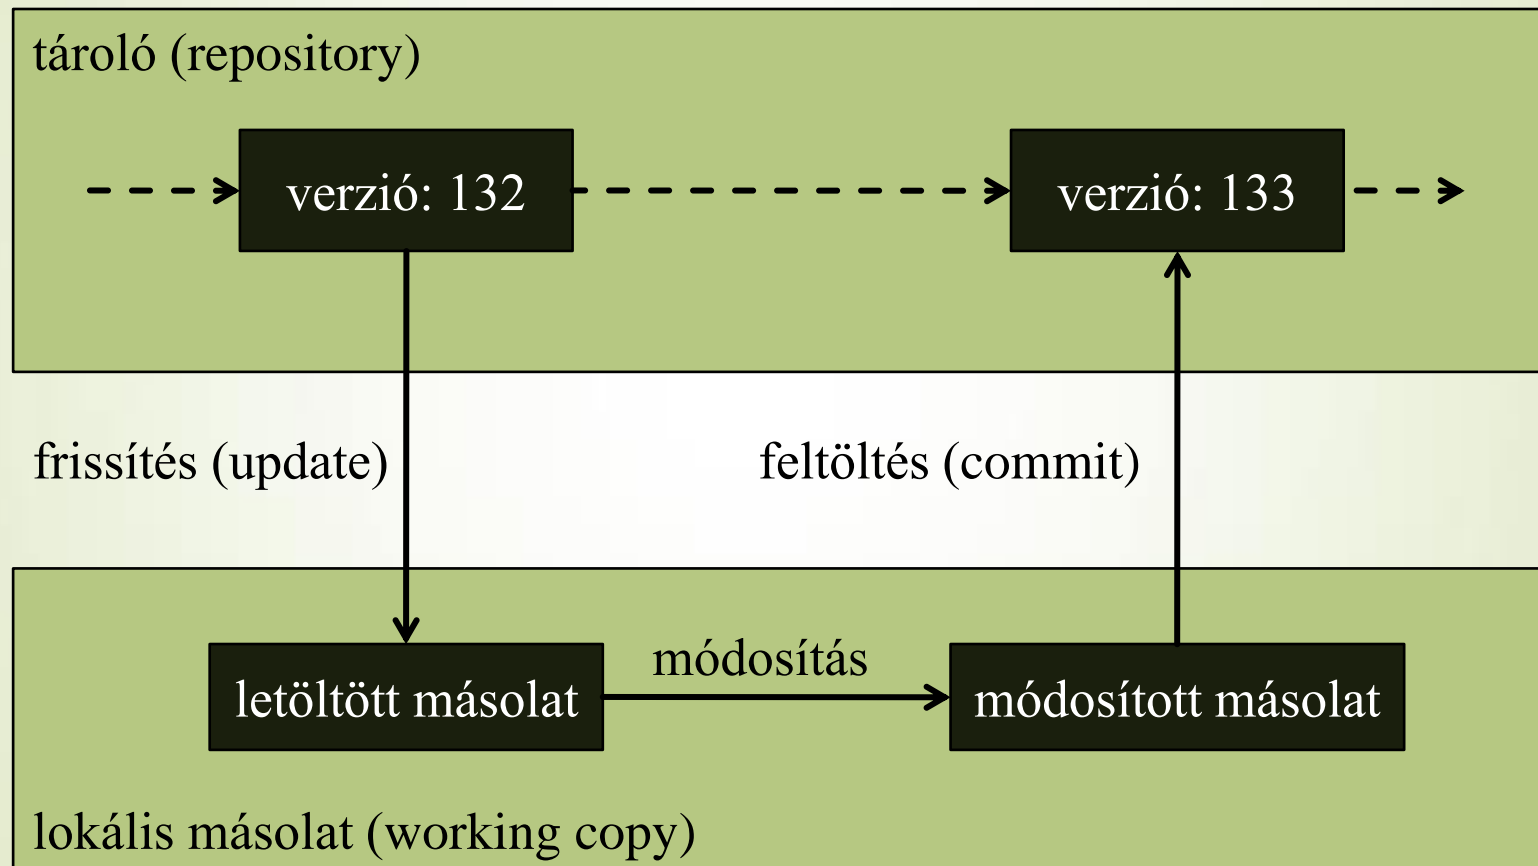 tároló (repository)
verzió: 132
verzió: 133
frissítés (update)
feltöltés (commit)
módosítás
letöltött másolat
módosított másolat
lokális másolat (working copy)